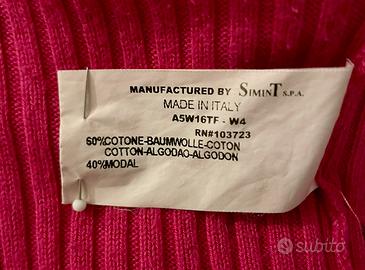 MANUFACTURED BY SIMINT S.P.A.
MADE IN ITALY
A5W16TF - W4
RN#103723
60%COTONE-BAUMWOLLE-COTON
COTTON-ALGODAO-ALGODON
40%MODAL
subito